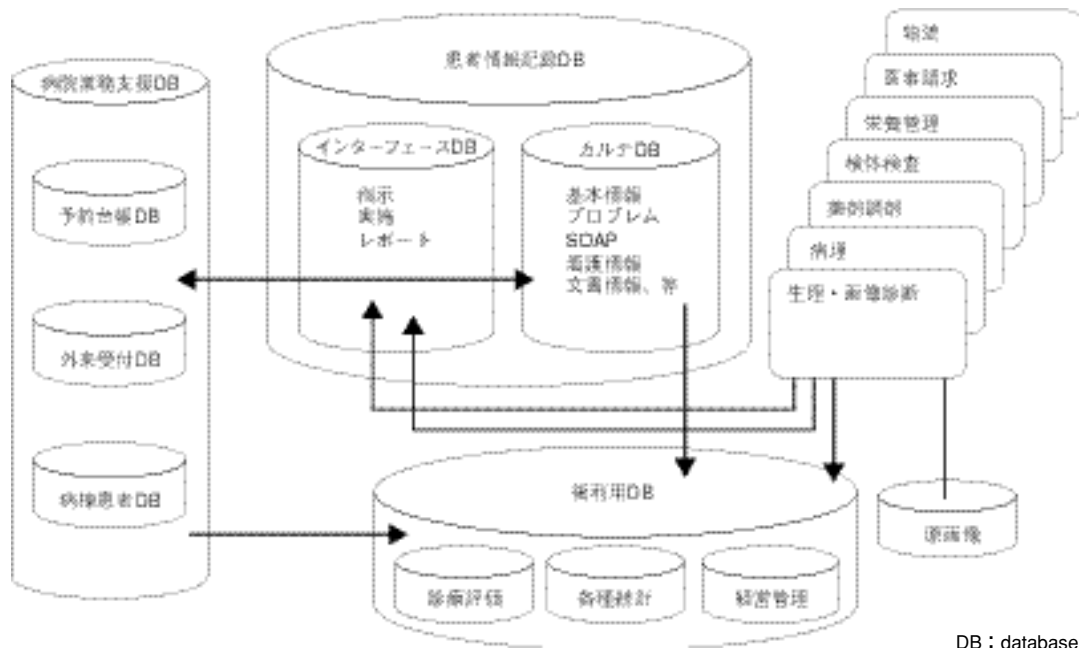 病院業務支援DB
予約台帳DB
外来受付DB
病棟患者DB
患者情報記録DB
インターフェースDB
指示
実施
レポート
カルテDB
基本情報
プロブレム
SOAP
看護情報
文書情報、等
物流
医事請求
栄養管理
検体検査
薬剤調剤
病理
生理・画像診断
後利用DB
診療評価
各種統計
経営管理
原画像
DB：database